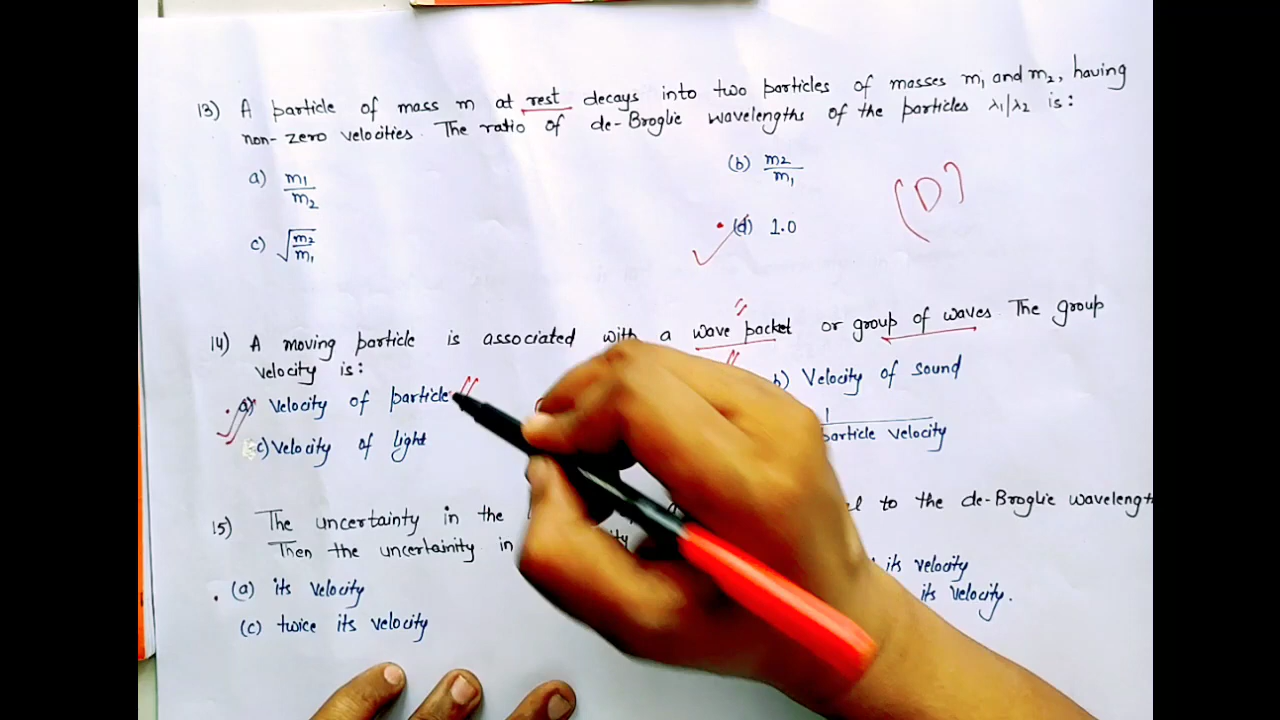 13) A particle of mass m at rest decays into two particles of masses m1 and m2, having
non-zero velocities. The ratio of de-Broglie wavelengths of the particles λ1/λ2 is:
a) m1/m2
(b) m2/m1
c) √m2/m1
(d) 1.0
(D)
14) A moving particle is associated with a wave packet or group of waves. The group
velocity is:
a) Velocity of particle
b) Velocity of sound
(c) Velocity of light
1/particle velocity
15) The uncertainty in the to the de-Broglie wavelength
Then the uncertainity in
(a) its velocity
its velocity
(c) twice its velocity
its velocity.